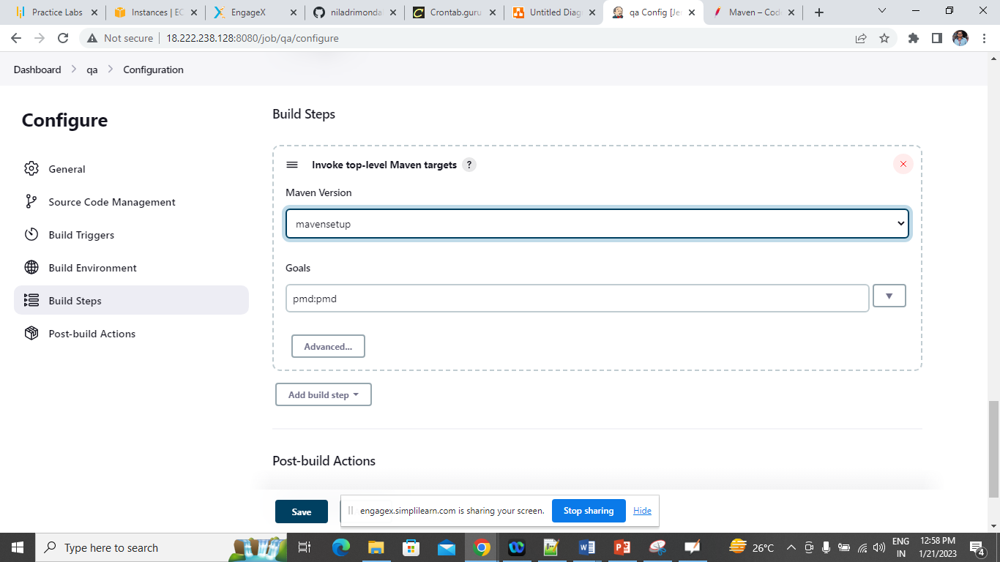 Practice Labs
Instances | EC
EngageX
niladrimonda
Crontab.guru
Untitled Diag
qa Config [Je
Maven – Cod
Not secure
18.222.238.128:8080/job/qa/configure
Dashboard
qa
Configuration
Configure
General
Source Code Management
Build Triggers
Build Environment
Build Steps
Post-build Actions
Build Steps
Invoke top-level Maven targets ?
Maven Version
mavensetup
Goals
pmd:pmd
Advanced...
Add build step
Post-build Actions
Save
engagex.simplilearn.com is sharing your screen.
Stop sharing
Hide
Type here to search
26°C
ENG
IN
12:58 PM
1/21/2023
4